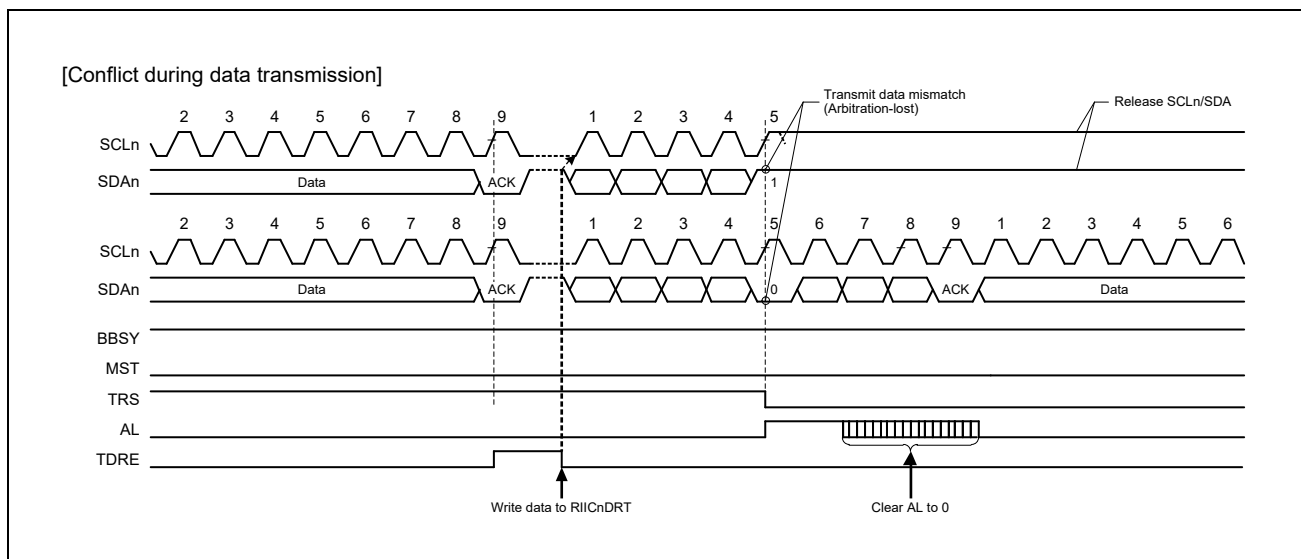 [Conflict during data transmission]
Transmit data mismatch
(Arbitration-lost)
Release SCLn/SDA
2 3 4 5 6 7 8 9 1 2 3 4 5
SCLn
SDAn Data ACK 1
2 3 4 5 6 7 8 9 1 2 3 4 5 6 7 8 9 1 2 3 4 5 6
SCLn
SDAn Data ACK 0 ACK Data
BBSY
MST
TRS
AL
TDRE
Write data to RIICnDRT Clear AL to 0